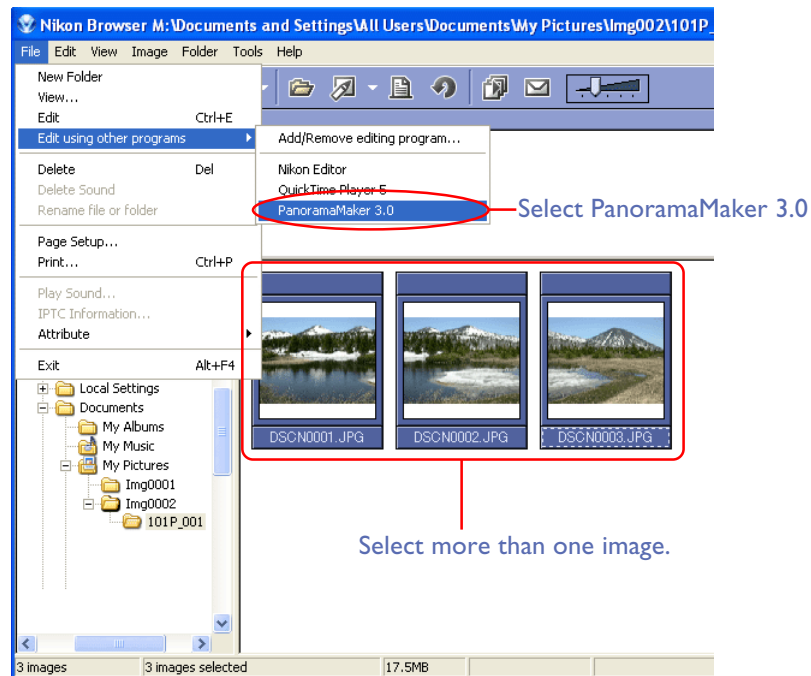 Nikon Browser M:\Documents and Settings\All Users\Documents\My Pictures\Img002\101P_
File Edit View Image Folder Tools Help
New Folder
View...
Edit Ctrl+E
Edit using other programs
Add/Remove editing program...
Nikon Editor
QuickTime Player 5
PanoramaMaker 3.0
Select PanoramaMaker 3.0
Delete Del
Delete Sound
Rename file or folder
Page Setup...
Print... Ctrl+P
Play Sound...
IPTC Information...
Attribute
Exit Alt+F4
Local Settings
Documents
My Albums
My Music
My Pictures
Img0001
Img0002
101P_001
DSCN0001.JPG DSCN0002.JPG DSCN0003.JPG
Select more than one image.
3 images 3 images selected 17.5MB